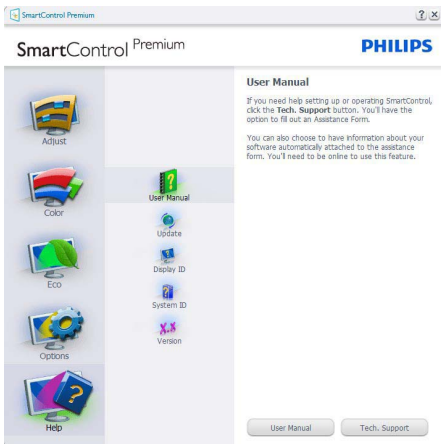 SmartControl Premium
? X
SmartControl Premium
PHILIPS
Adjust
Color
Eco
Options
Help
User Manual
Update
Display ID
System ID
X.X
Version
User Manual
If you need help setting up or operating SmartControl,
click the Tech. Support button. You'll have the
option to fill out an Assistance Form.
You can also choose to have information about your
software automatically attached to the assistance
form. You'll need to be online to use this feature.
User Manual
Tech. Support